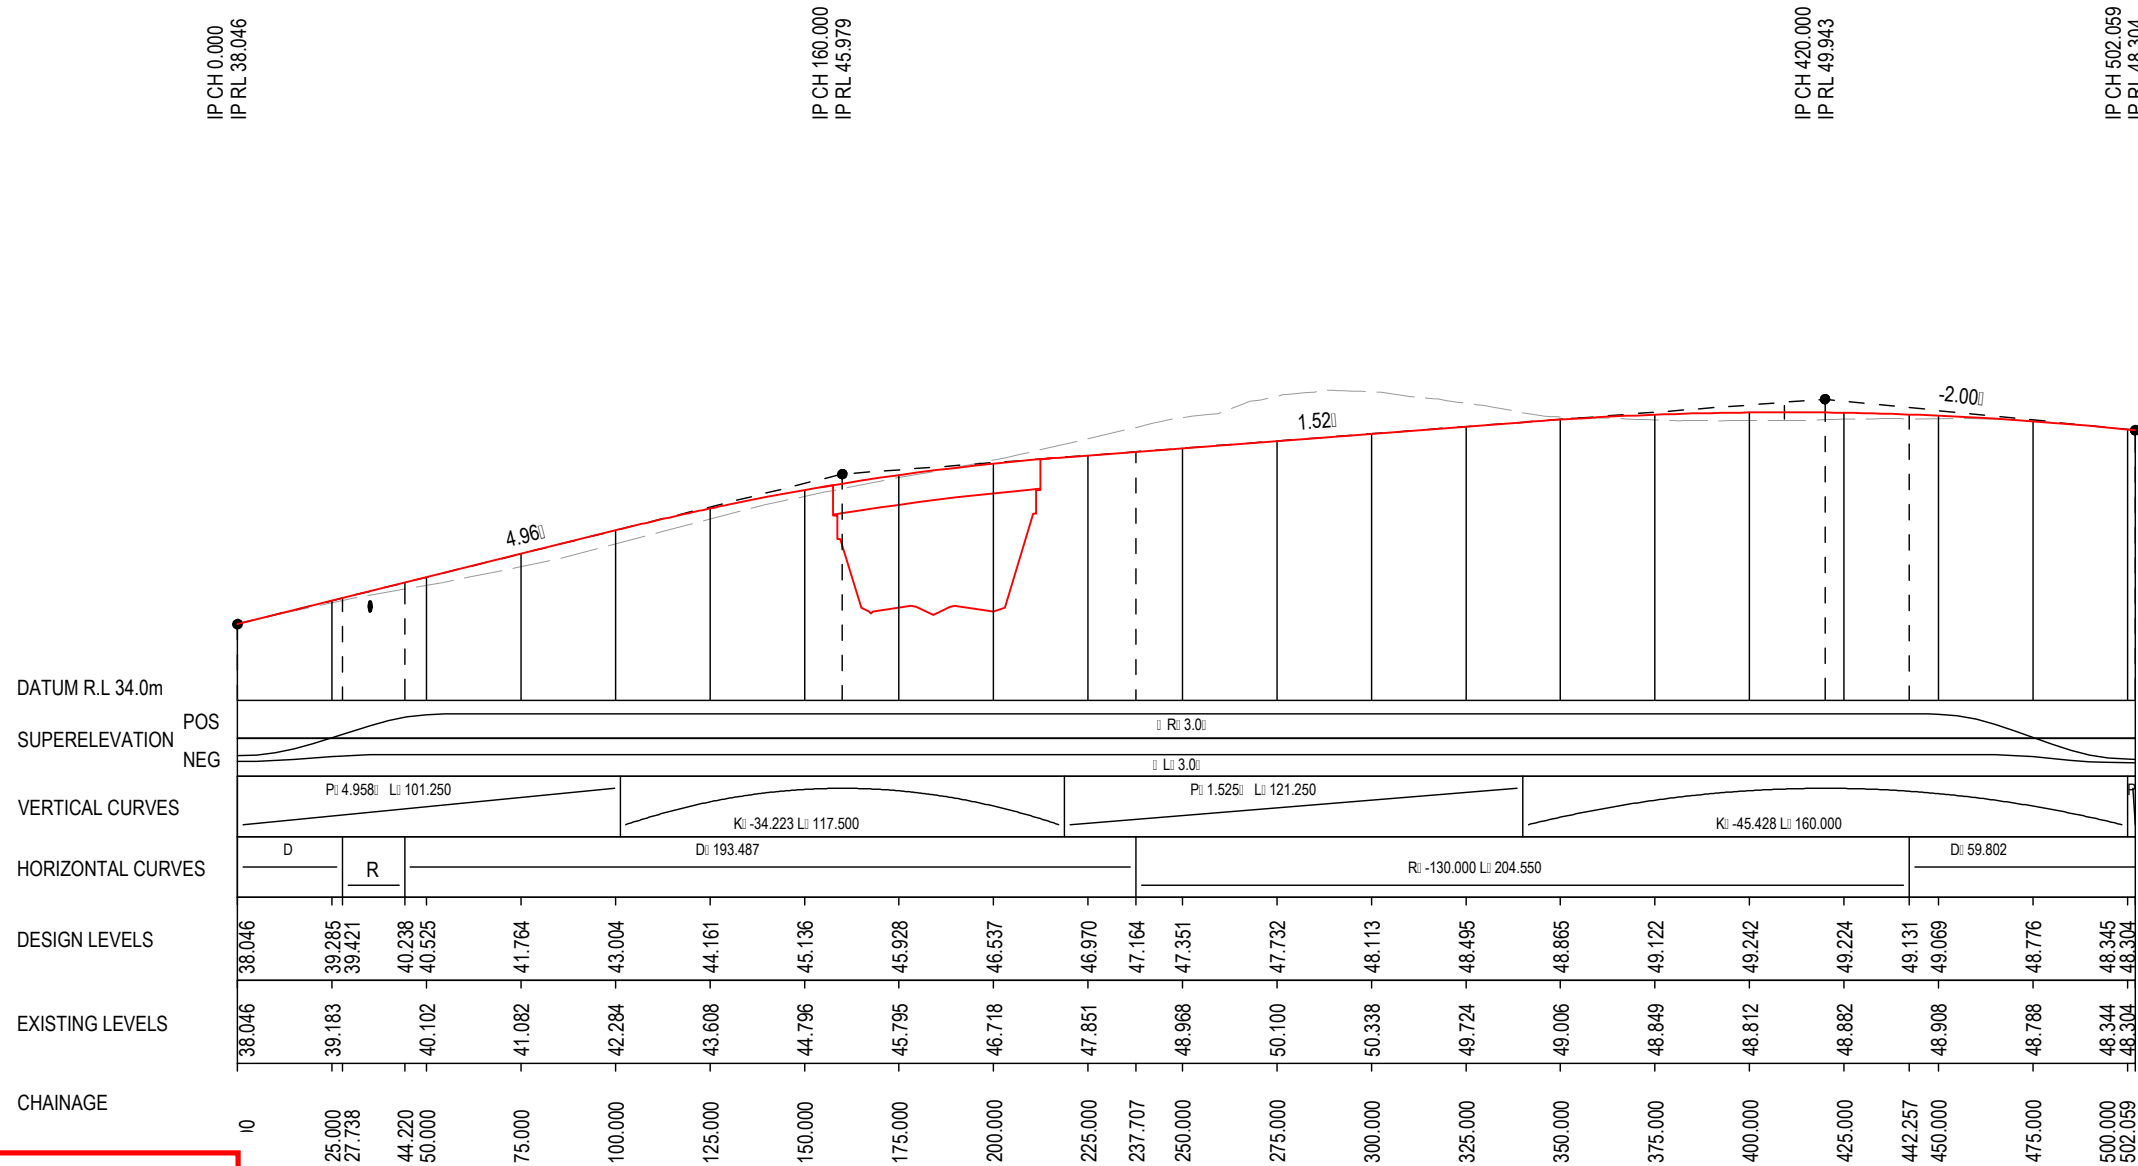 IP CH 0.000
IP RL 38.046
IP CH 160.000
IP RL 45.979
IP CH 420.000
IP RL 49.943
IP CH 502.059
IP RL 48.304
4.96
1.52
-2.00
DATUM R.L 34.0m
SUPERELEVATION
POS
NEG
R 3.0
L 3.0
VERTICAL CURVES
P 4.958 L 101.250
K -34.223 L 117.500
P 1.525 L 121.250
K -45.428 L 160.000
HORIZONTAL CURVES
D
R
D 193.487
R -130.000 L 204.550
D 59.802
DESIGN LEVELS
38.046
39.285
39.421
40.238
40.525
41.764
43.004
44.161
45.136
45.928
46.537
46.970
47.164
47.351
47.732
48.113
48.495
48.865
49.122
49.242
49.224
49.131
49.069
48.776
48.345
48.304
EXISTING LEVELS
38.046
39.183
40.102
41.082
42.284
43.608
44.796
45.795
46.718
47.851
48.968
50.100
50.338
49.724
49.006
48.849
48.812
48.882
48.908
48.788
48.344
48.304
CHAINAGE
25.000
27.738
44.220
50.000
75.000
100.000
125.000
150.000
175.000
200.000
225.000
237.707
250.000
275.000
300.000
325.000
350.000
375.000
400.000
425.000
442.257
450.000
475.000
500.000
502.059